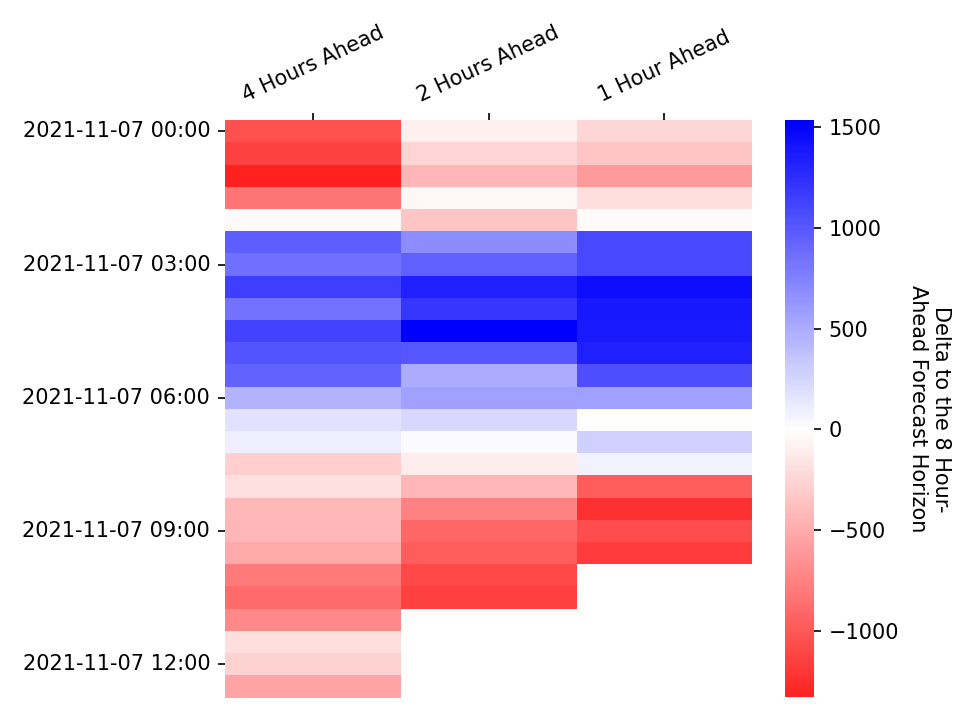 4 Hours Ahead
2 Hours Ahead
1 Hour Ahead
2021-11-07 00:00
2021-11-07 03:00
2021-11-07 06:00
2021-11-07 09:00
2021-11-07 12:00
1500
1000
500
0
−500
−1000
Delta to the 8 Hour-
Ahead Forecast Horizon